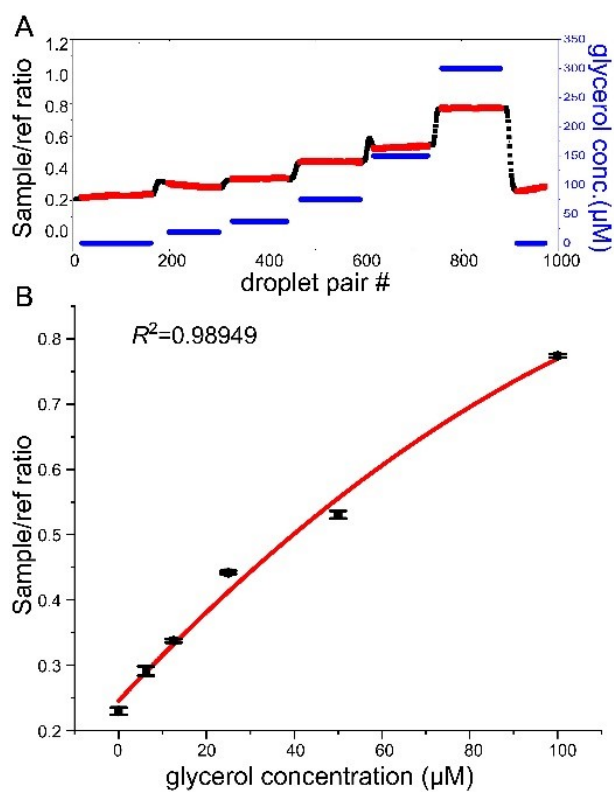 A
Sample/ref ratio
1.2
1.0
0.8
0.6
0.4
0.2
0.0
350
300
250
200
150
100
50
0
glycerol conc.(µM)
0 200 400 600 800 1000
droplet pair #
B
R²=0.98949
Sample/ref ratio
0.8
0.7
0.6
0.5
0.4
0.3
0.2
0 20 40 60 80 100
glycerol concentration (µM)